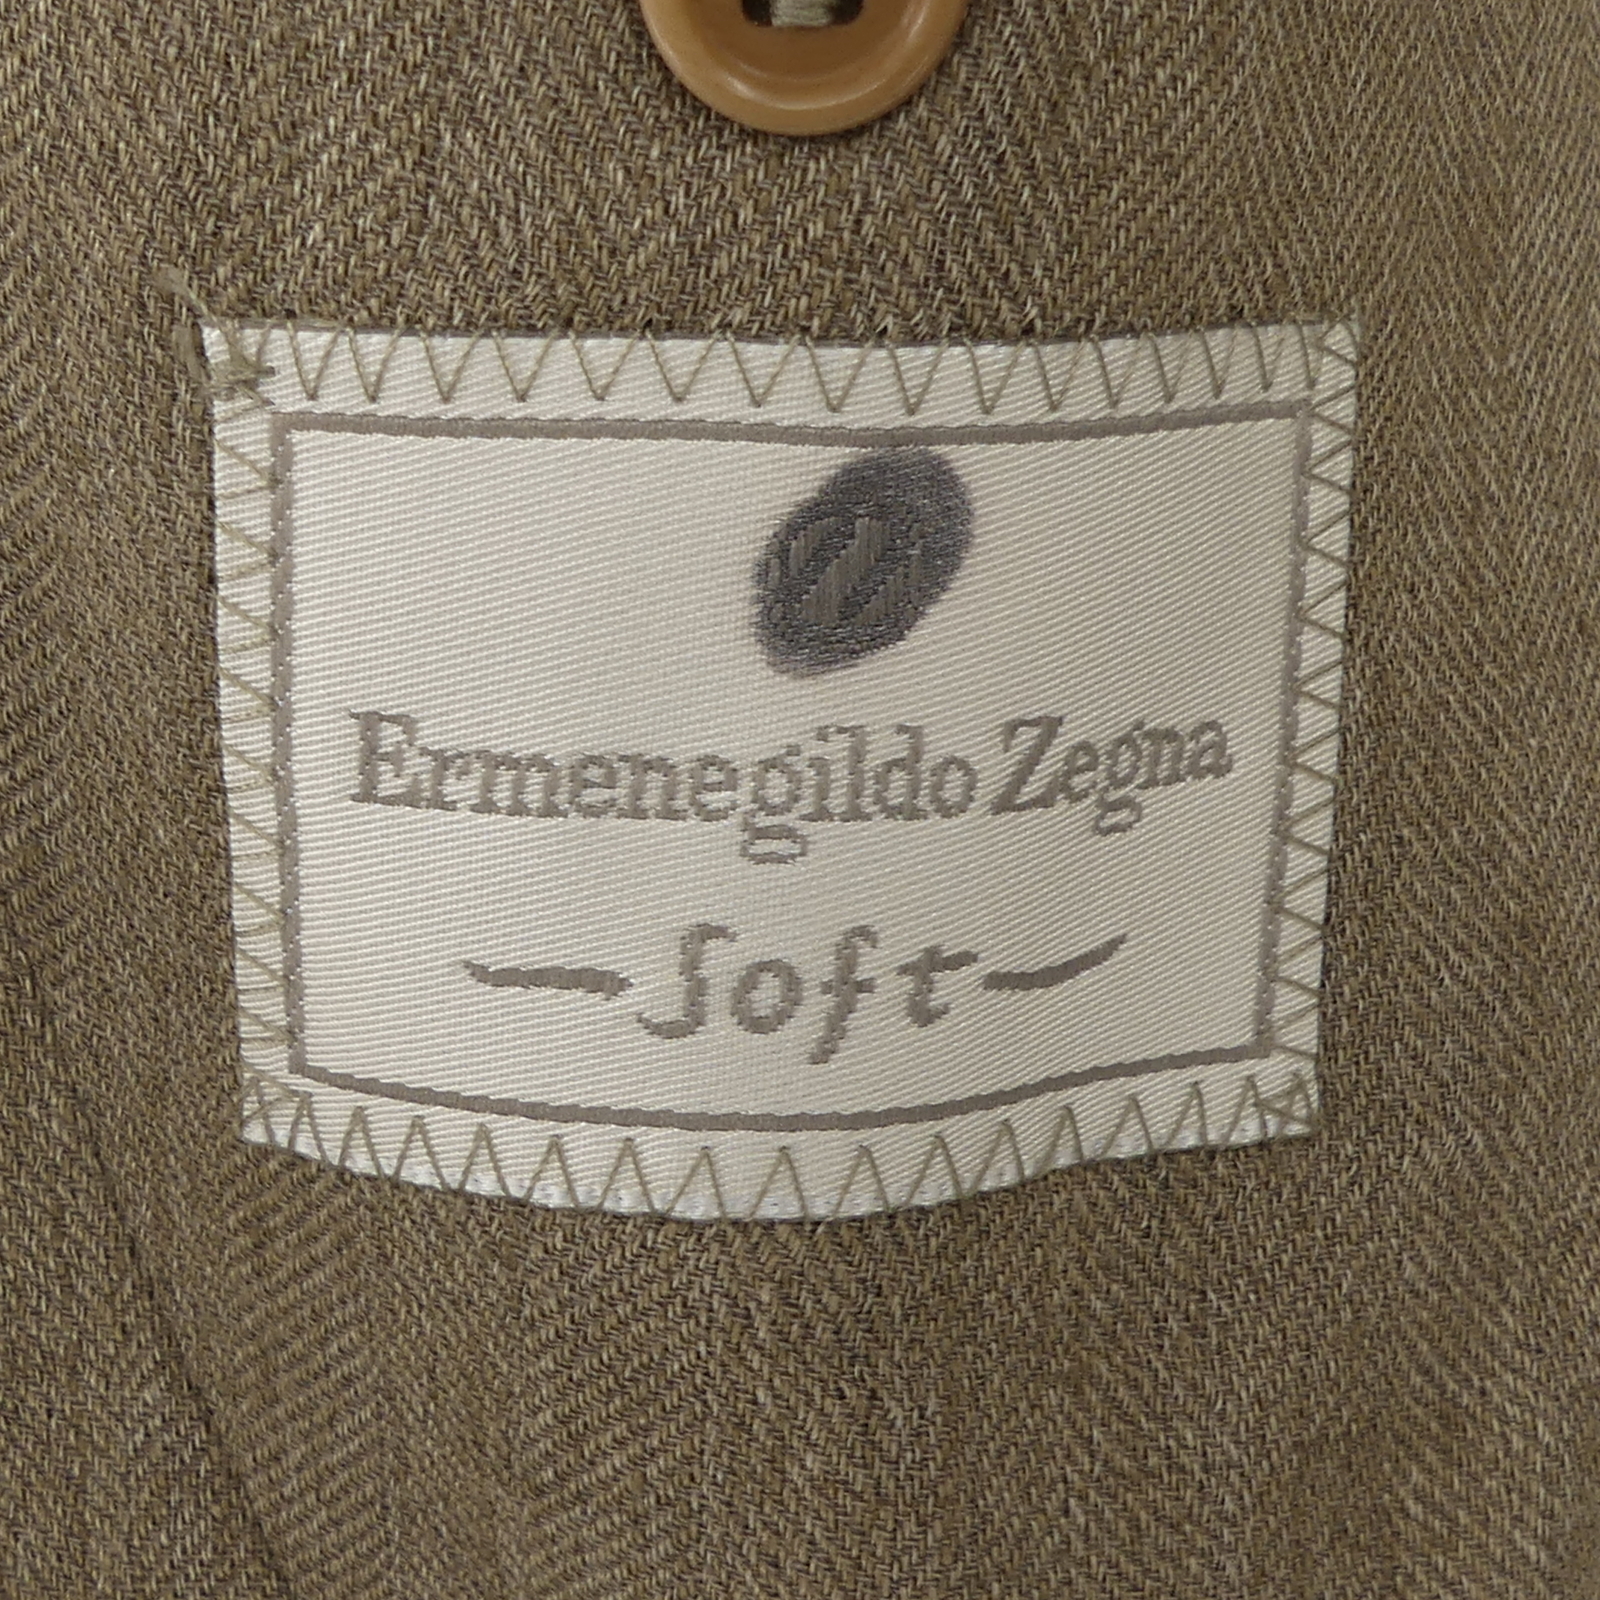 Ermenegildo Zegna
Soft